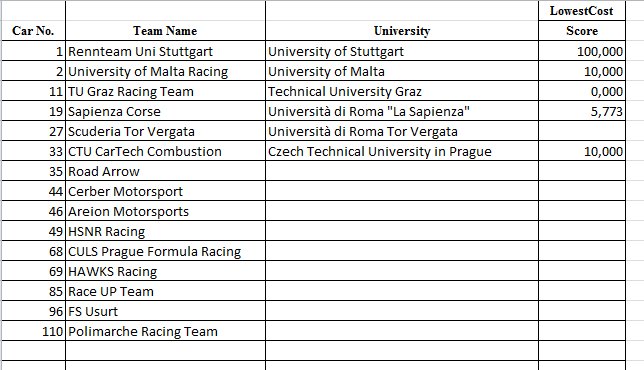 LowestCost
Car No. Team Name University Score
1 Rennteam Uni Stuttgart University of Stuttgart 100,000
2 University of Malta Racing University of Malta 10,000
11 TU Graz Racing Team Technical University Graz 0,000
19 Sapienza Corse Università di Roma "La Sapienza" 5,773
27 Scuderia Tor Vergata Università di Roma Tor Vergata
33 CTU CarTech Combustion Czech Technical University in Prague 10,000
35 Road Arrow
44 Cerber Motorsport
46 Areion Motorsports
49 HSNR Racing
68 CULS Prague Formula Racing
69 HAWKS Racing
85 Race UP Team
96 FS Usurt
110 Polimarche Racing Team